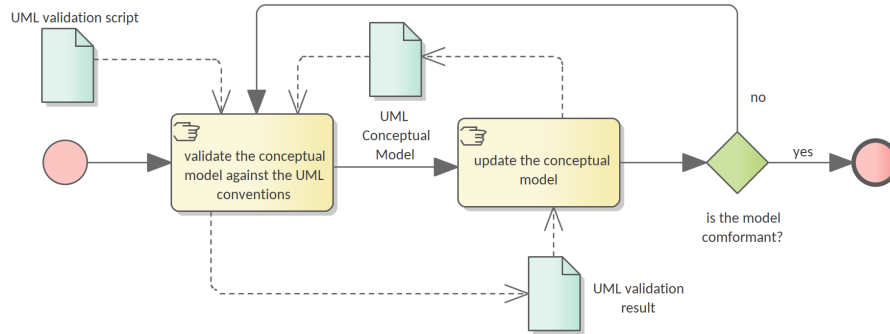 UML validation script
no
UML
Conceptual
Model
validate the conceptual
model against the UML
conventions
update the conceptual
model
yes
is the model
comformant?
UML validation
result